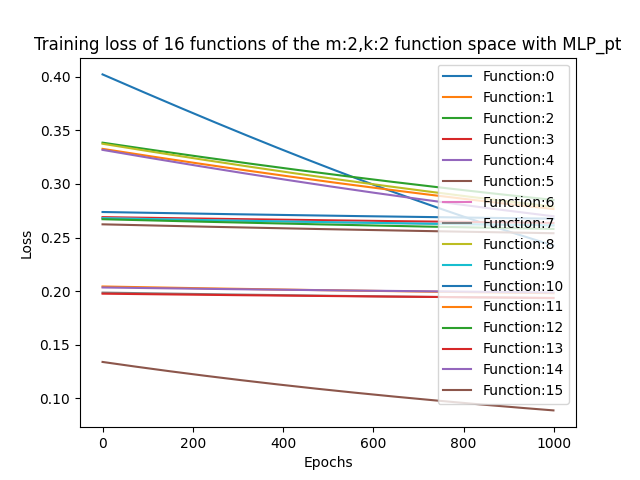 Training loss of 16 functions of the m:2,k:2 function space with MLP_pt
0.40
0.35
0.30
0.25
0.20
0.15
0.10
Loss
0
200
400
600
800
1000
Epochs
Function:0
Function:1
Function:2
Function:3
Function:4
Function:5
Function:6
Function:7
Function:8
Function:9
Function:10
Function:11
Function:12
Function:13
Function:14
Function:15